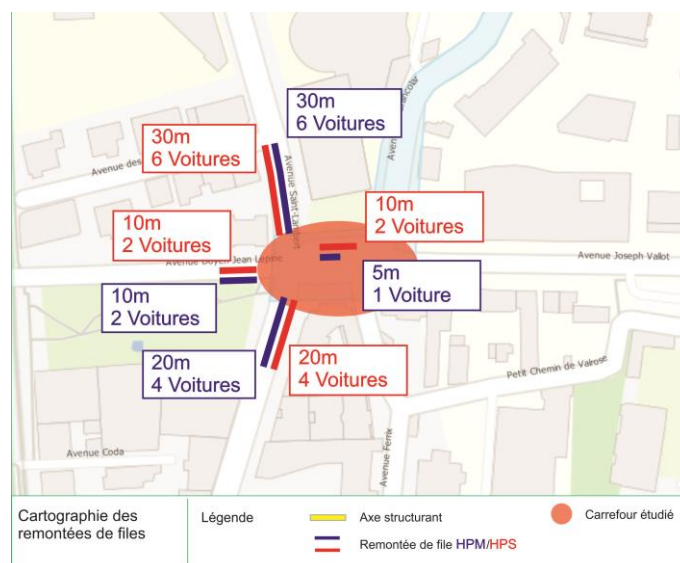 30m
6 Voitures
30m
6 Voitures
Avenue des
Avenue Saint-Lambert
Avenue
10m
2 Voitures
10m
2 Voitures
Avenue Doyen Jean Lépine
Avenue Joseph Vallot
10m
2 Voitures
5m
1 Voiture
20m
4 Voitures
20m
4 Voitures
Petit Chemin de Valrose
Avenue Coda
Avenue Ferrix
Cartographie des
remontées de files
Légende
Axe structurant
Carrefour étudié
Remontée de file HPM/HPS